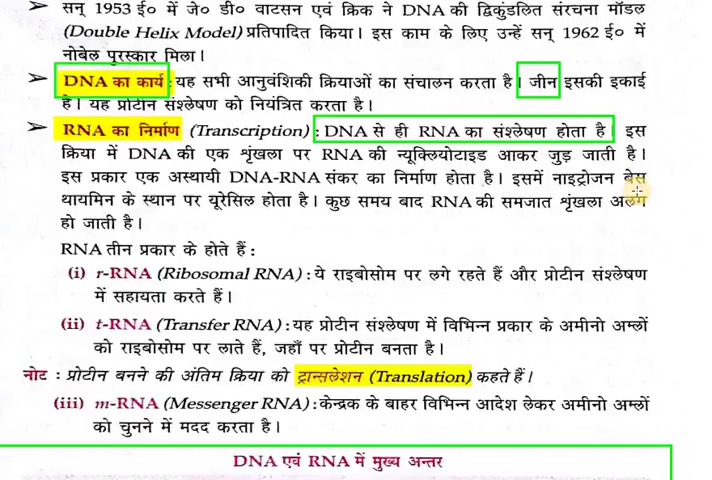 ➢ सन् 1953 ई० में जे० डी० वाटसन एवं क्रिक ने DNA की द्विकुंडलित संरचना मॉडल
(Double Helix Model) प्रतिपादित किया। इस काम के लिए उन्हें सन् 1962 ई० में
नोबेल पुरस्कार मिला।
➢ DNA का कार्य : यह सभी आनुवंशिकी क्रियाओं का संचालन करता है। जीन इसकी इकाई
है। यह प्रोटीन संश्लेषण को नियंत्रित करता है।
➢ RNA का निर्माण (Transcription) : DNA से ही RNA का संश्लेषण होता है। इस
क्रिया में DNA की एक शृंखला पर RNA की न्यूक्लियोटाइड आकर जुड़ जाती है।
इस प्रकार एक अस्थायी DNA-RNA संकर का निर्माण होता है। इसमें नाइट्रोजन बेस
थायमिन के स्थान पर यूरेसिल होता है। कुछ समय बाद RNA की समजात शृंखला अलग
हो जाती है।
RNA तीन प्रकार के होते हैं :
(i) r-RNA (Ribosomal RNA) : ये राइबोसोम पर लगे रहते हैं और प्रोटीन संश्लेषण
में सहायता करते हैं।
(ii) t-RNA (Transfer RNA) : यह प्रोटीन संश्लेषण में विभिन्न प्रकार के अमीनो अम्लों
को राइबोसोम पर लाते हैं, जहाँ पर प्रोटीन बनता है।
नोट : प्रोटीन बनने की अंतिम क्रिया को ट्रान्सलेशन (Translation) कहते हैं।
(iii) m-RNA (Messenger RNA) : केन्द्रक के बाहर विभिन्न आदेश लेकर अमीनो अम्लों
को चुनने में मदद करता है।
DNA एवं RNA में मुख्य अन्तर